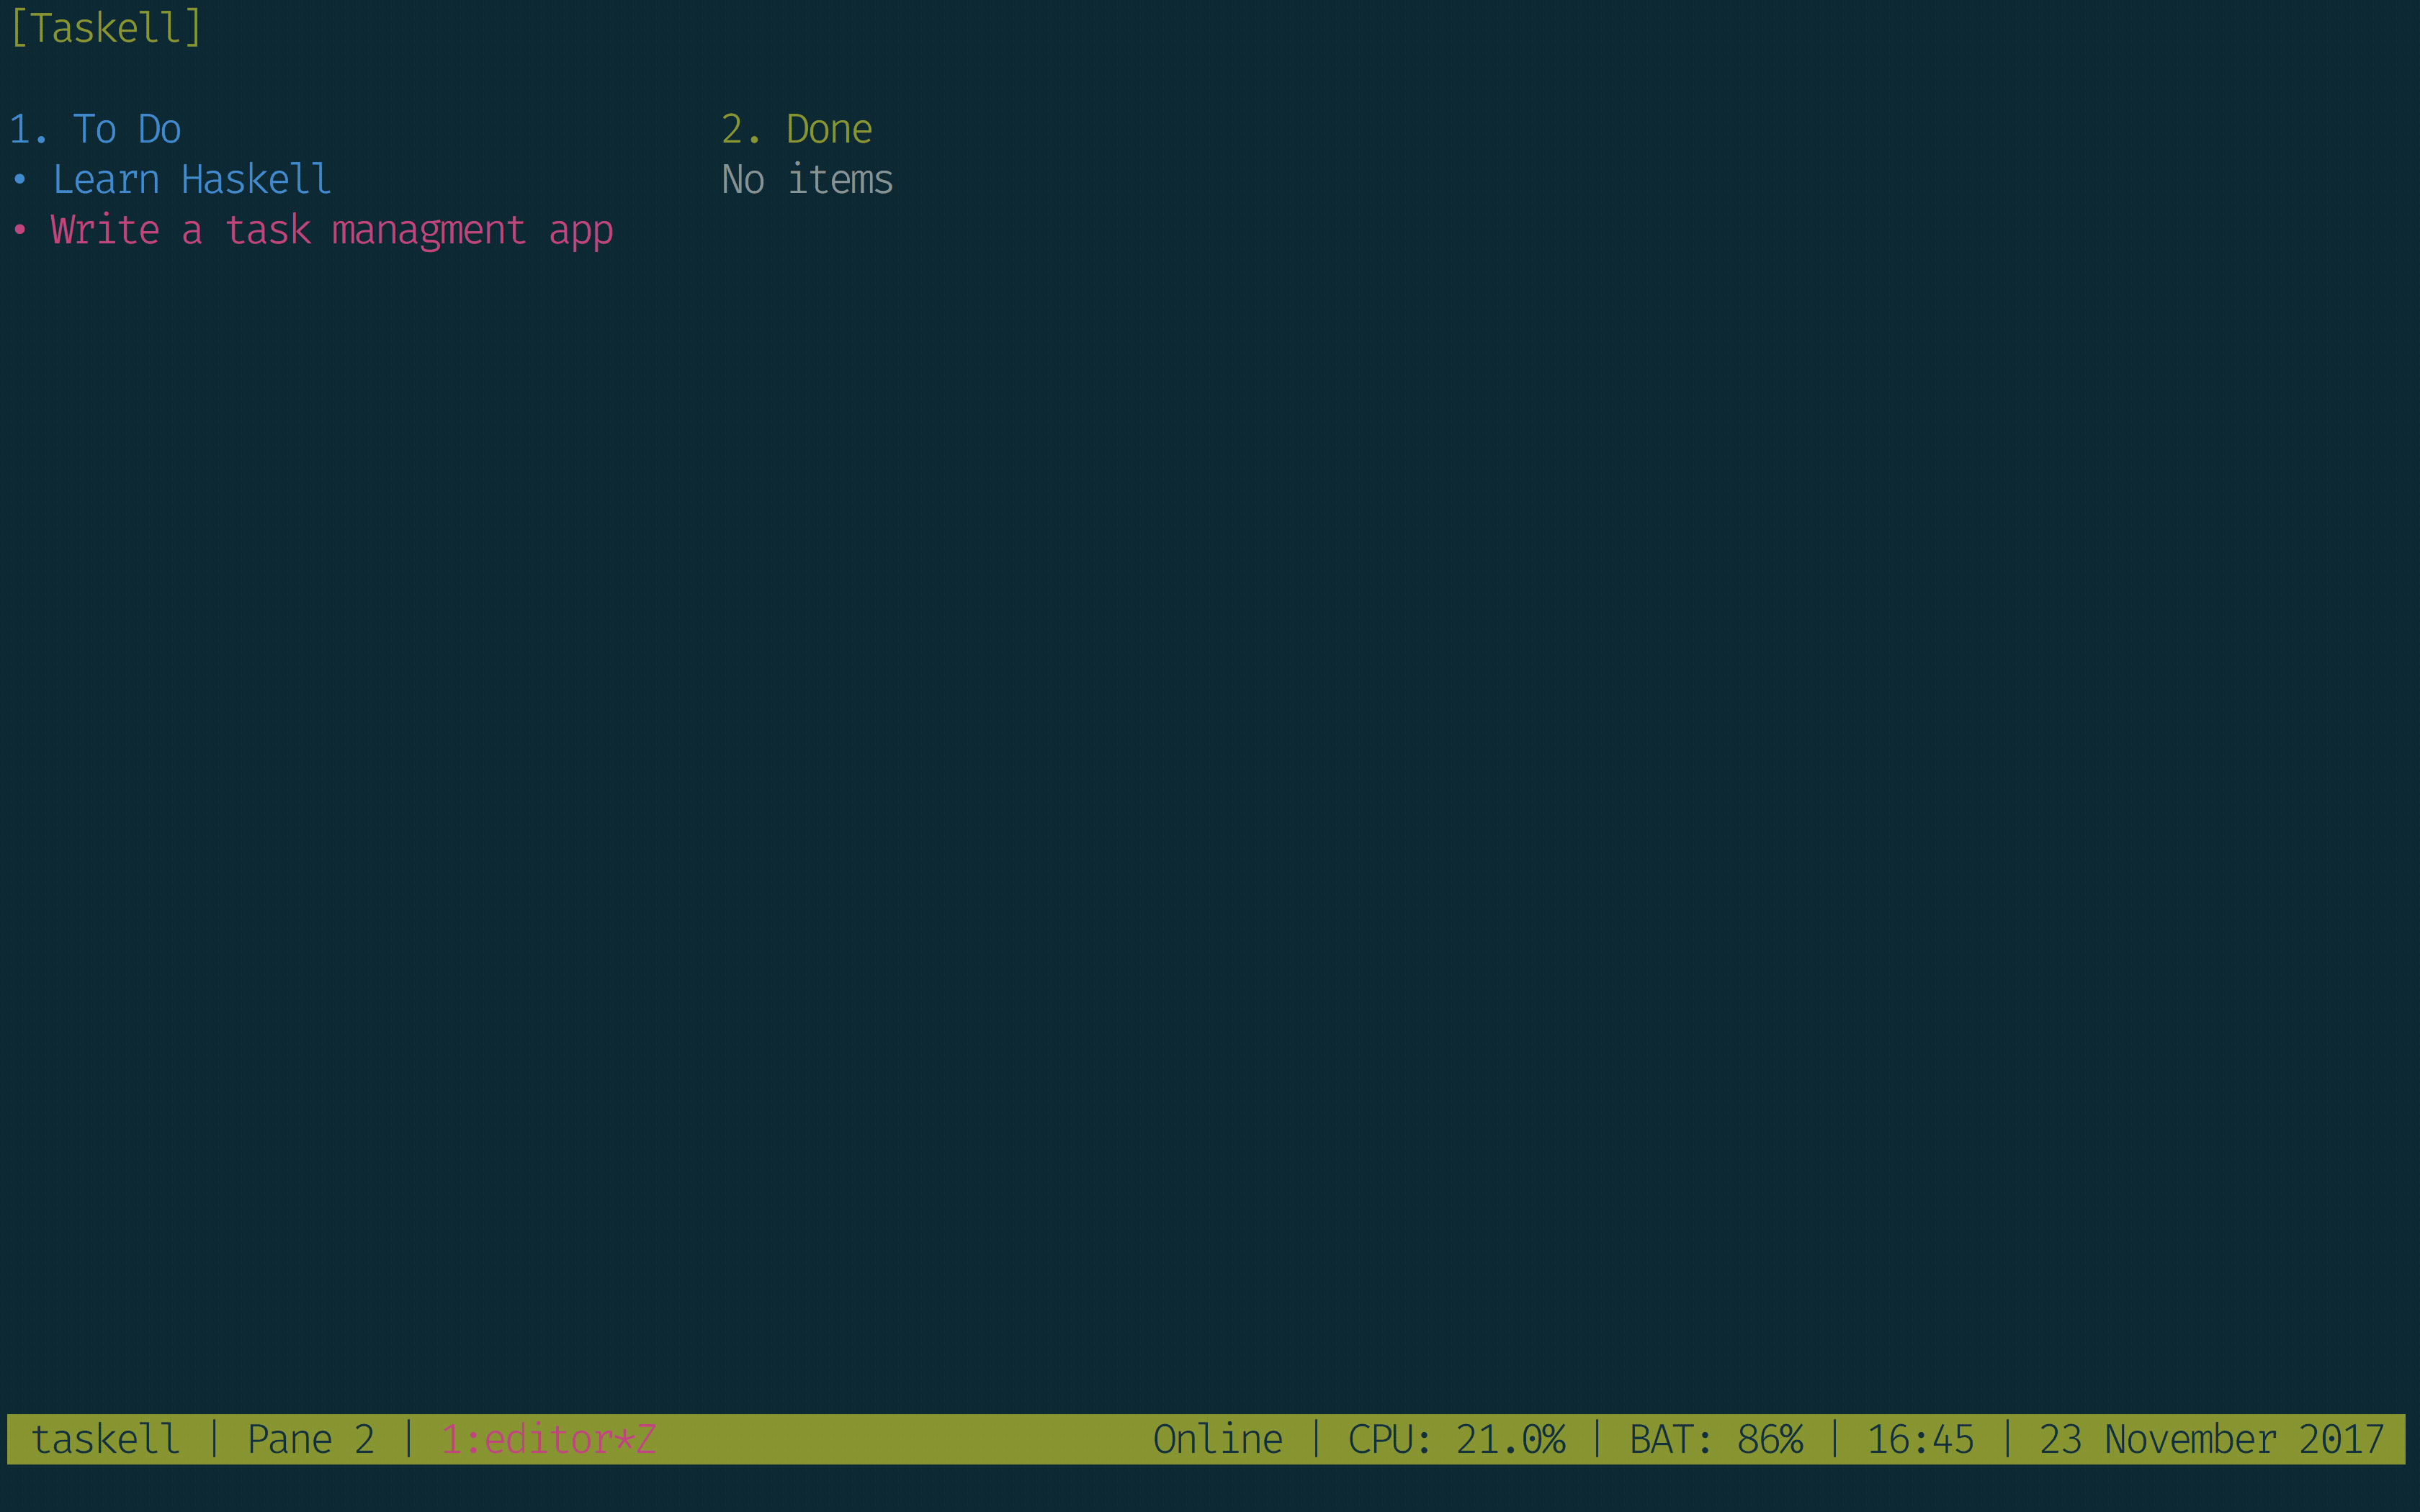 [Taskell]
1. To Do
• Learn Haskell
• Write a task managment app
2. Done
No items
taskell | Pane 2 | 1:editor*Z
Online | CPU: 21.0% | BAT: 86% | 16:45 | 23 November 2017